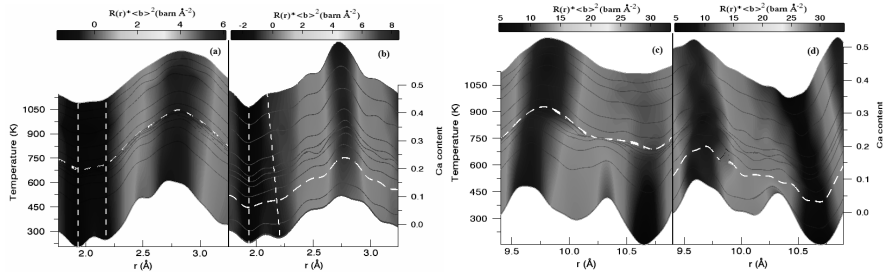 R(r)*<b>²(barn Å⁻²) R(r)*<b>²(barn Å⁻²)
0 2 4 6 -2 0 2 4 6 8
(a) (b)
Temperature (K)
1050
900
750
600
450
300
Ca content
0.5
0.4
0.3
0.2
0.1
0.0
2.0 2.5 3.0 2.0 2.5 3.0
r (Å) r (Å)
R(r)*<b>²(barn Å⁻²) R(r)*<b>²(barn Å⁻²)
5 10 15 20 25 30 5 10 15 20 25 30
(c) (d)
Temperature (K)
1050
900
750
600
450
300
Ca content
0.5
0.4
0.3
0.2
0.1
0.0
9.5 10.0 10.5 9.5 10.0 10.5
r (Å) r (Å)